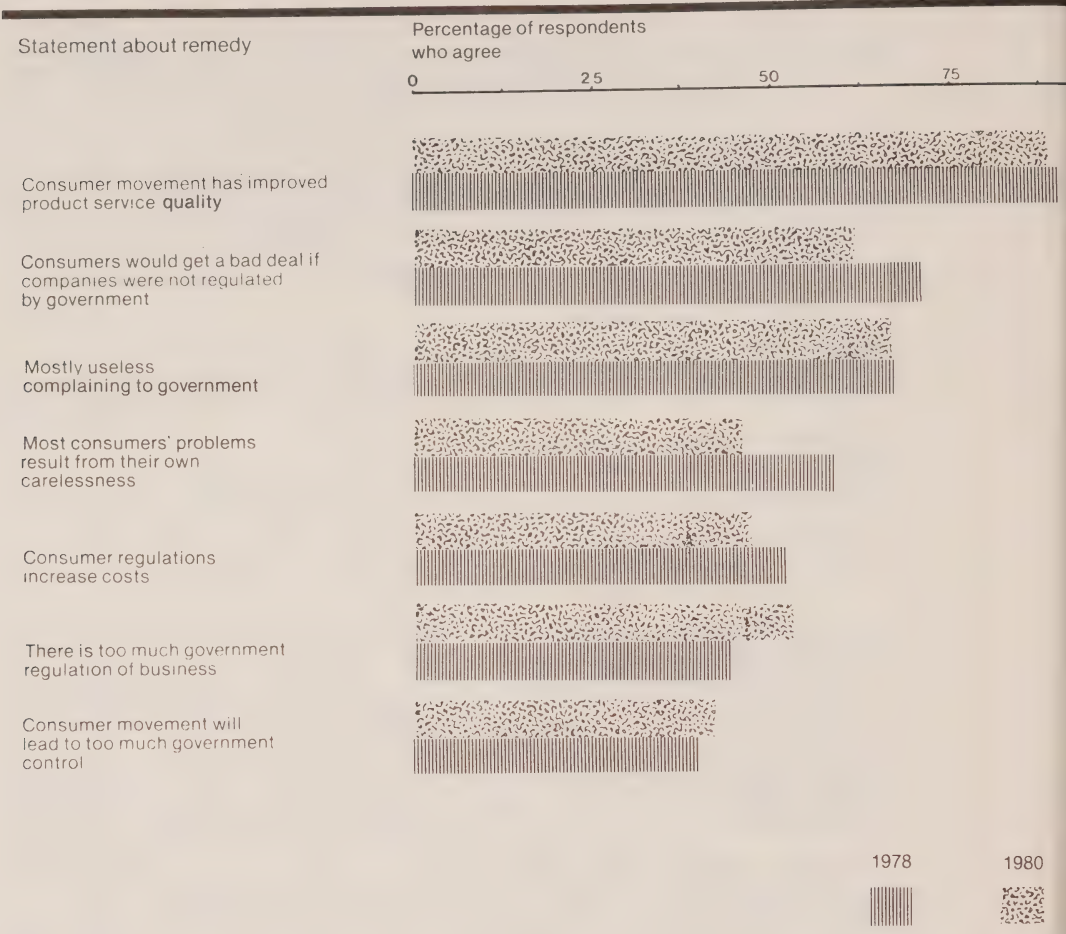 Statement about remedy
Percentage of respondents
who agree
0 25 50 75
Consumer movement has improved
product service quality
Consumers would get a bad deal if
companies were not regulated
by government
Mostly useless
complaining to government
Most consumers' problems
result from their own
carelessness
Consumer regulations
increase costs
There is too much government
regulation of business
Consumer movement will
lead to too much government
control
1978 1980